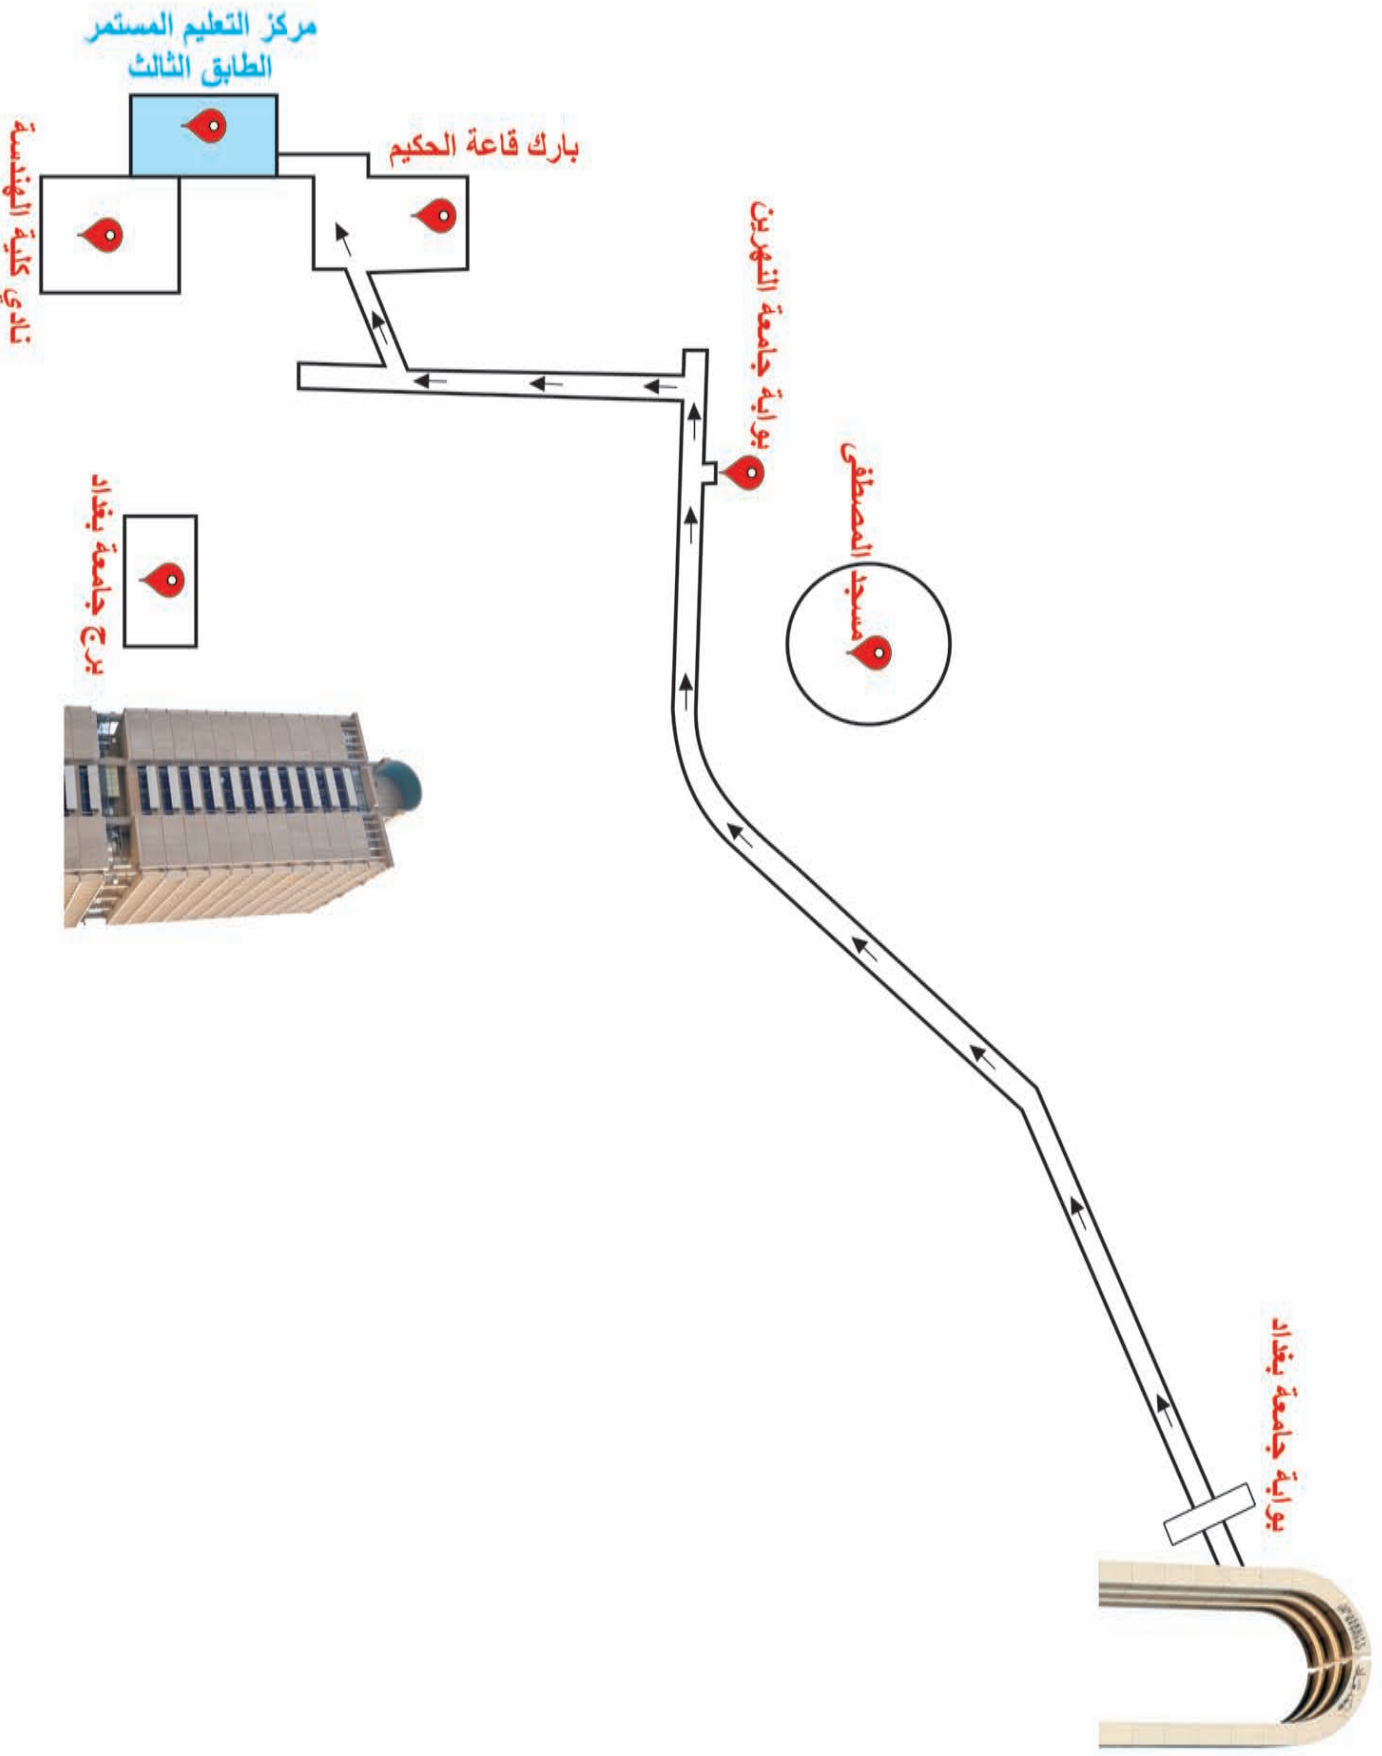 مركز التعليم المستمر
الطابق الثالث
بارك قاعة الحكيم
نادي كلية الهندسة
بوابة جامعة النهرين
مسجد المصطفى
برج جامعة بغداد
بوابة جامعة بغداد